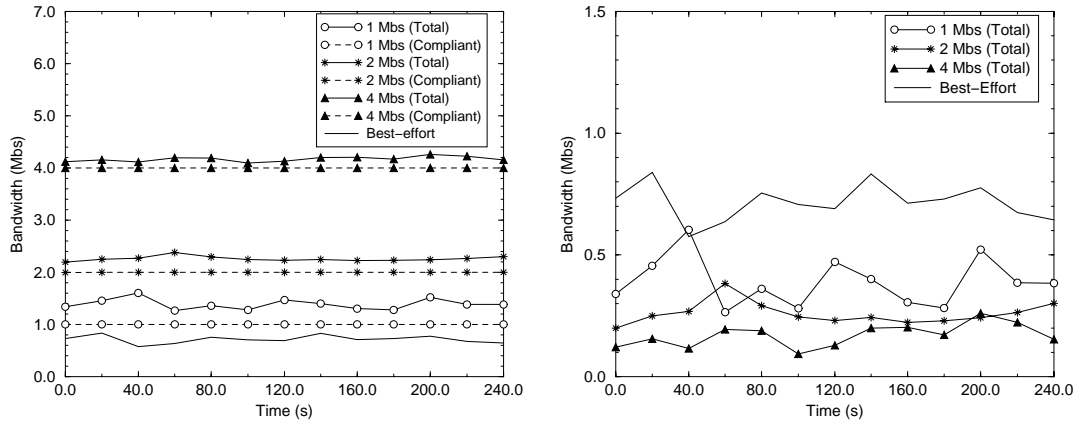 7.0
6.0
5.0
4.0
3.0
2.0
1.0
0.0
Bandwidth (Mbs)
0.0 40.0 80.0 120.0 160.0 200.0 240.0
Time (s)
1 Mbs (Total)
1 Mbs (Compliant)
2 Mbs (Total)
2 Mbs (Compliant)
4 Mbs (Total)
4 Mbs (Compliant)
Best−effort
1.5
1.0
0.5
0.0
Bandwidth (Mbs)
0.0 40.0 80.0 120.0 160.0 200.0 240.0
Time (s)
1 Mbs (Total)
2 Mbs (Total)
4 Mbs (Total)
Best−Effort